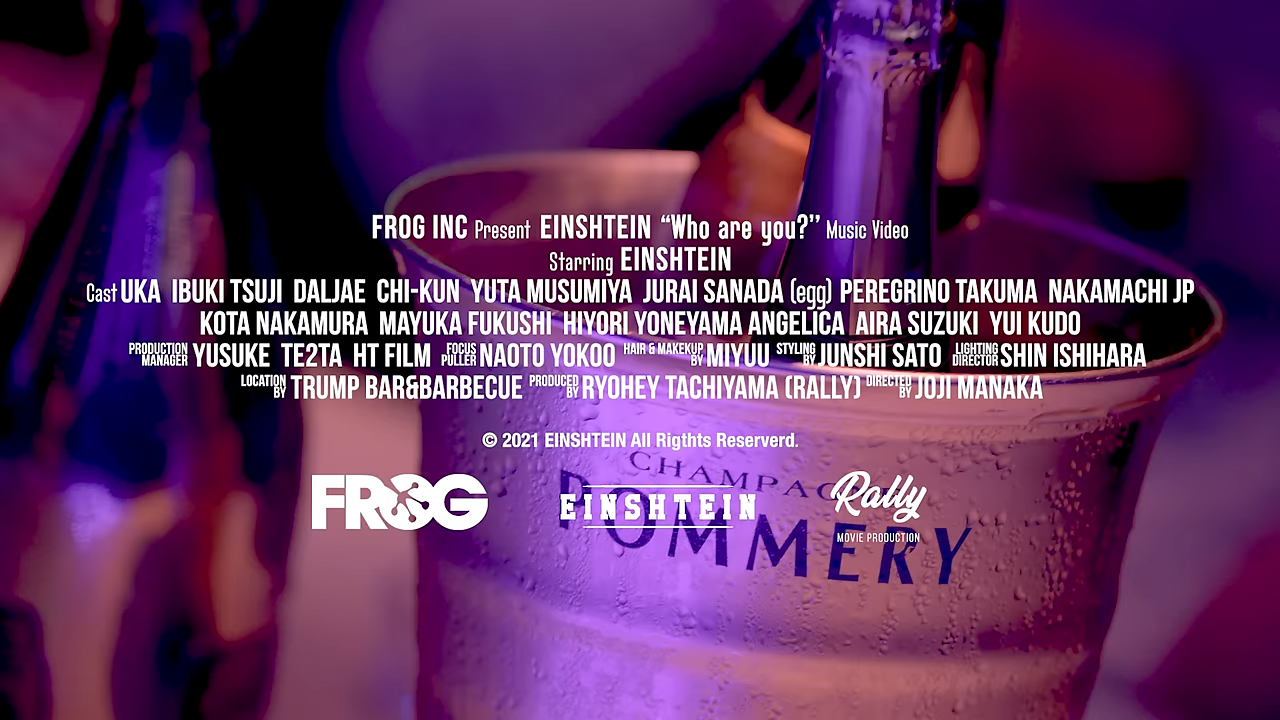 FROG INC Present EINSHTEIN “Who are you?” Music Video
Starring EINSHTEIN
Cast UKA IBUKI TSUJI DALJAE CHI-KUN YUTA MUSUMIYA JURAI SANADA (egg) PEREGRINO TAKUMA NAKAMACHI JP
KOTA NAKAMURA MAYUKA FUKUSHI HIYORI YONEYAMA ANGELICA AIRA SUZUKI YUI KUDO
PRODUCTION MANAGER YUSUKE TE2TA HT FILM FOCUS PULLER NAOTO YOKOO HAIR & MAKEKUP BY MIYUU STYLING BY JUNSHI SATO LIGHTING DIRECTOR SHIN ISHIHARA
LOCATION BY TRUMP BAR&BARBECUE PRODUCED BY RYOHEY TACHIYAMA (RALLY) DIRECTED BY JOJI MANAKA
© 2021 EINSHTEIN All Rigthts Reserverd.
CHAMPAG
FROG EINSHTEIN Rally
MOVIE PRODUCTION
POMMERY